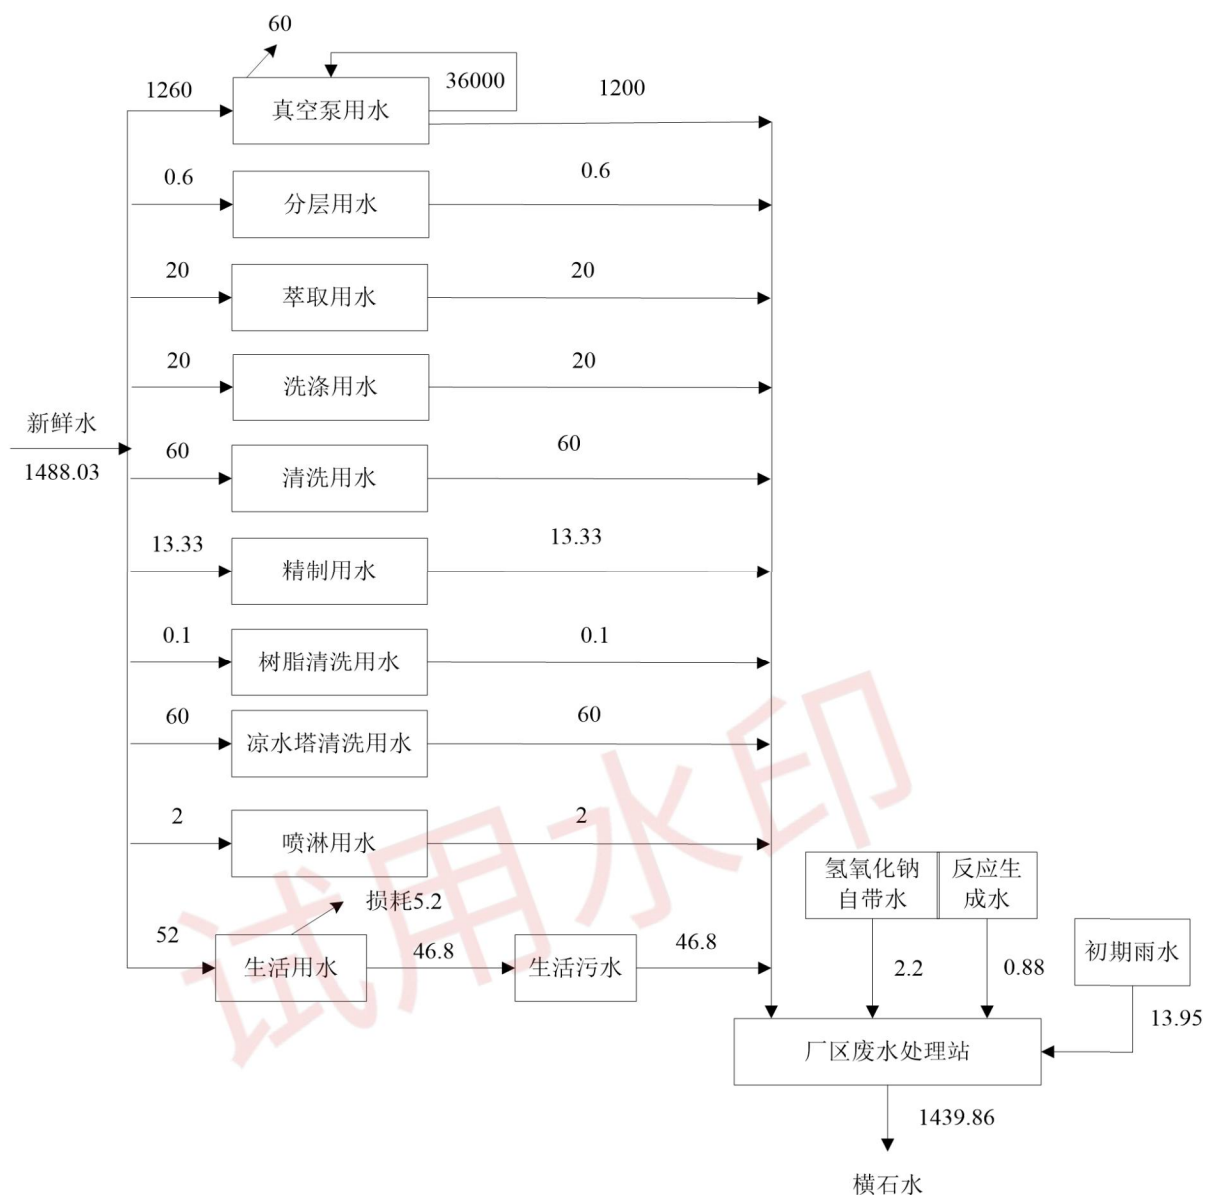 60
1260
真空泵用水
36000
1200
0.6
分层用水
0.6
20
萃取用水
20
20
洗涤用水
20
新鲜水
1488.03
60
清洗用水
60
13.33
精制用水
13.33
0.1
树脂清洗用水
0.1
60
凉水塔清洗用水
60
2
喷淋用水
2
损耗5.2
52
生活用水
46.8
生活污水
46.8
氢氧化钠
自带水
反应生
成水
初期雨水
2.2
0.88
13.95
厂区废水处理站
1439.86
横石水
试用水印